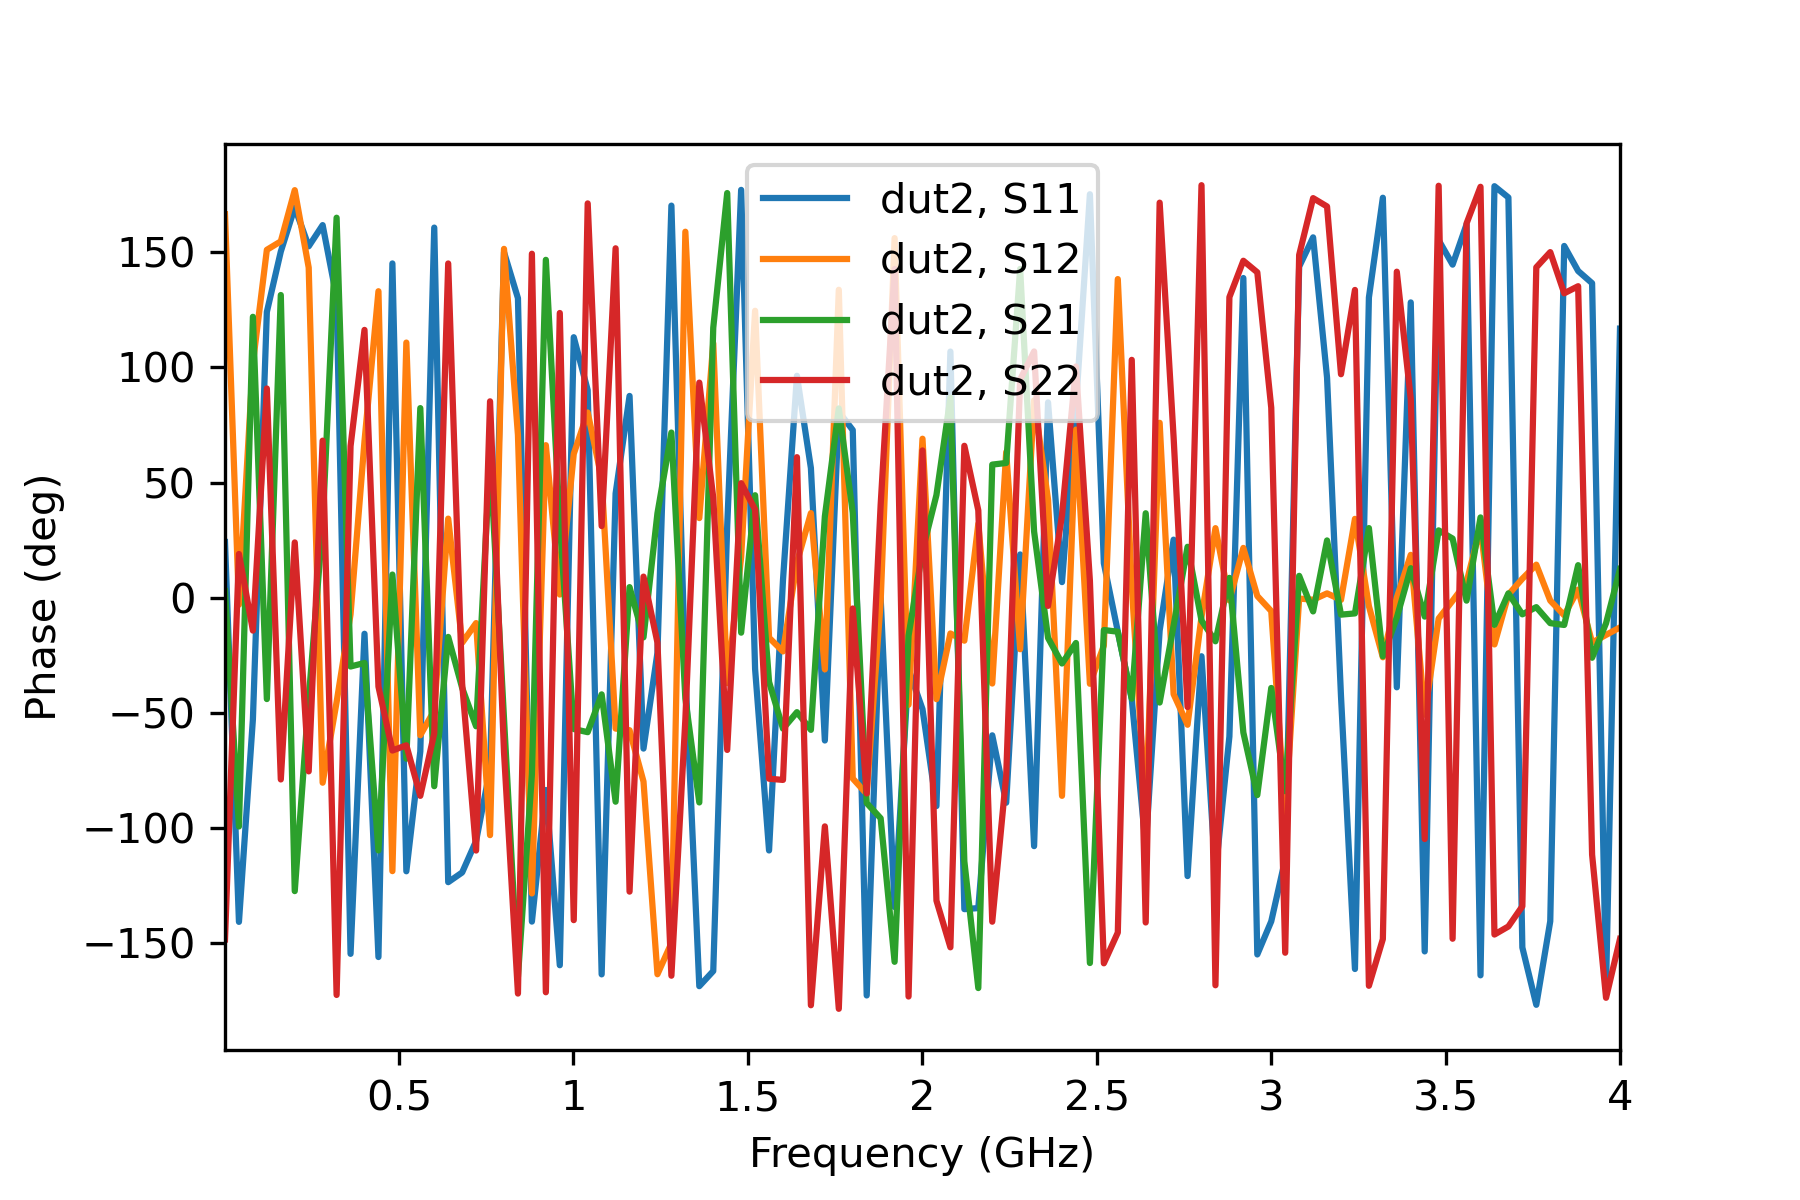 dut2, S11
dut2, S12
dut2, S21
dut2, S22
150
100
50
0
−50
−100
−150
Phase (deg)
0.5 1 1.5 2 2.5 3 3.5 4
Frequency (GHz)